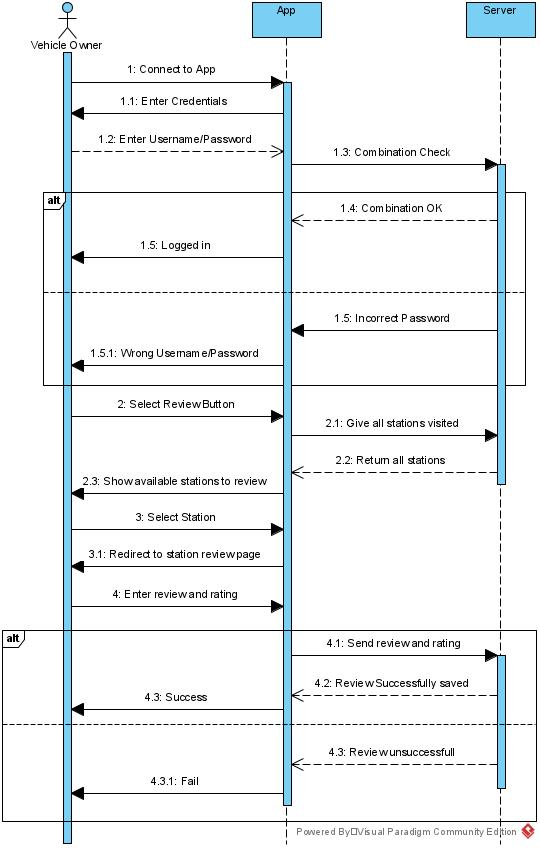 Vehicle Owner
App
Server
1: Connect to App
1.1: Enter Credentials
1.2: Enter Username/Password
1.3: Combination Check
alt
1.4: Combination OK
1.5: Logged in
1.5: Incorrect Password
1.5.1: Wrong Username/Password
2: Select Review Button
2.1: Give all stations visited
2.2: Return all stations
2.3: Show available stations to review
3: Select Station
3.1: Redirect to station review page
4: Enter review and rating
alt
4.1: Send review and rating
4.2: Review Successfully saved
4.3: Success
4.3: Review unsuccessfull
4.3.1: Fail
Powered By Visual Paradigm Community Edition